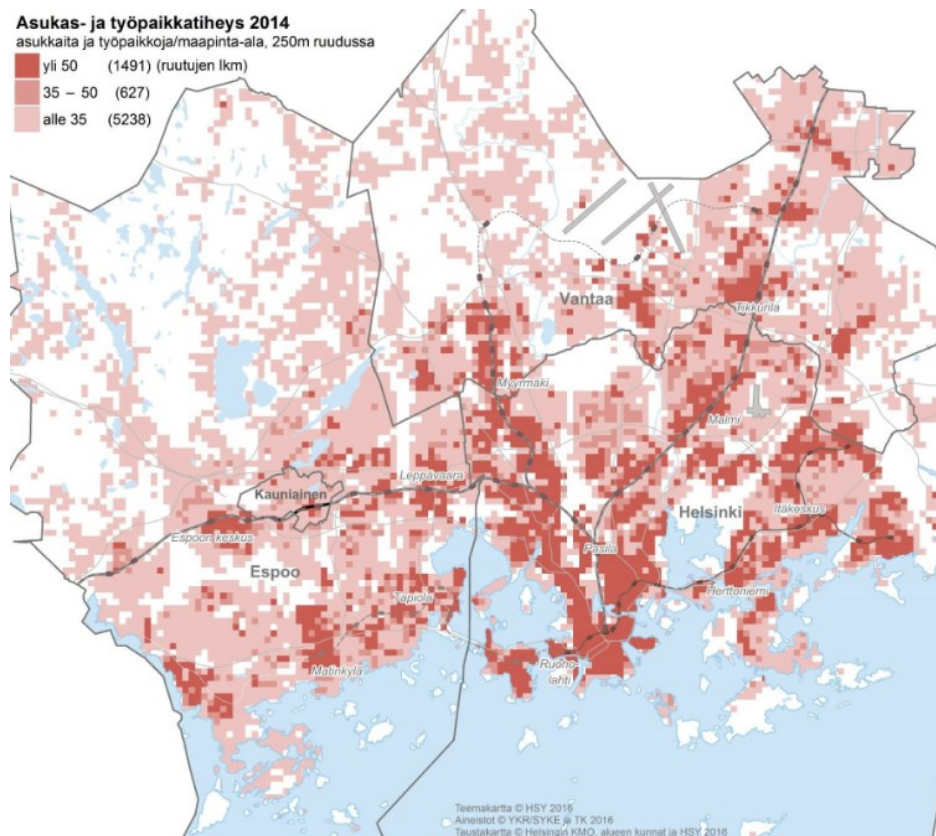 Asukas- ja työpaikkatiheys 2014
asukkaita ja työpaikkoja/maapinta-ala, 250m ruudussa
yli 50 (1491) (ruutujen lkm)
35 – 50 (627)
alle 35 (5238)
Vantaa
Tikkurila
Myyrmäki
Malmi
Leppävaara
Kauniainen
Helsinki
Itäkeskus
Espoon keskus
Pasila
Espoo
Tapiola
Herttoniemi
Matinkylä
Ruoho-
lahti
Teemakartta © HSY 2016
Aineistot © YKR/SYKE ja TK 2016
Taustakartta © Helsingin KMO, alueen kunnat ja HSY 2016